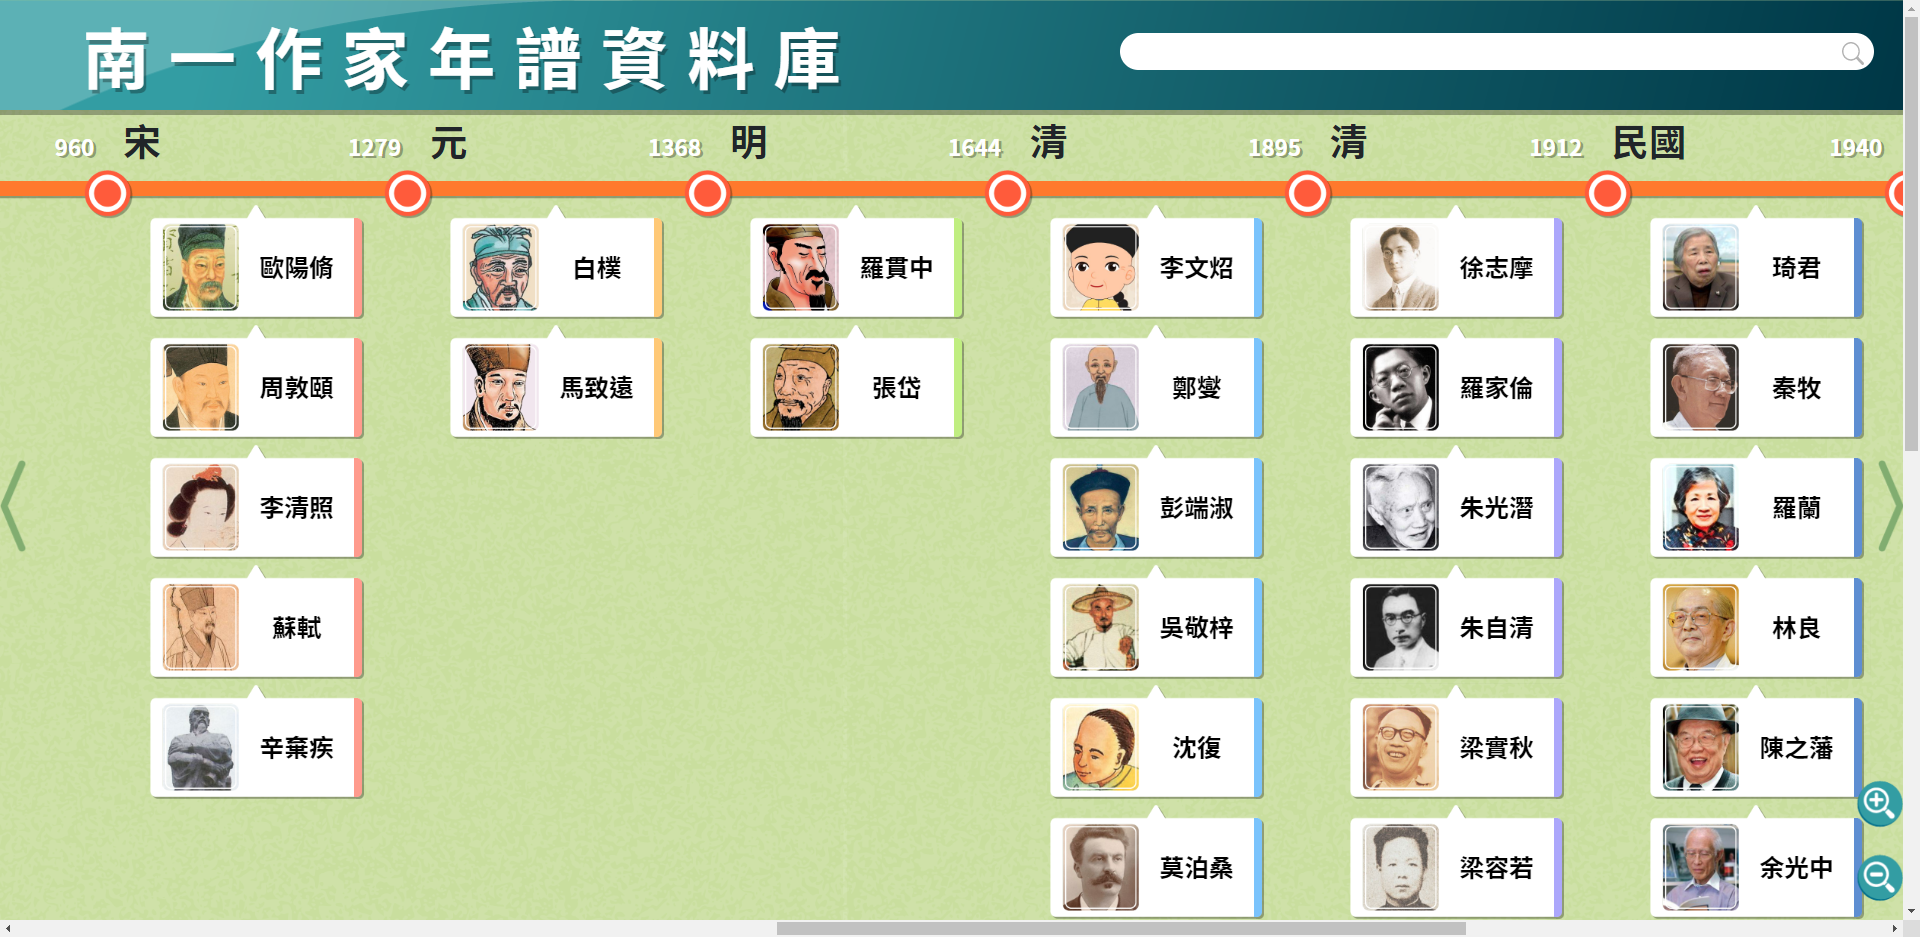 南一作家年譜資料庫
960 宋 1279 元 1368 明 1644 清 1895 清 1912 民國 1940
歐陽脩 白樸 羅貫中 李文炤 徐志摩 琦君
周敦頤 馬致遠 張岱 鄭燮 羅家倫 秦牧
李清照 彭端淑 朱光潛 羅蘭
蘇軾 吳敬梓 朱自清 林良
辛棄疾 沈復 梁實秋 陳之藩
莫泊桑 梁容若 余光中